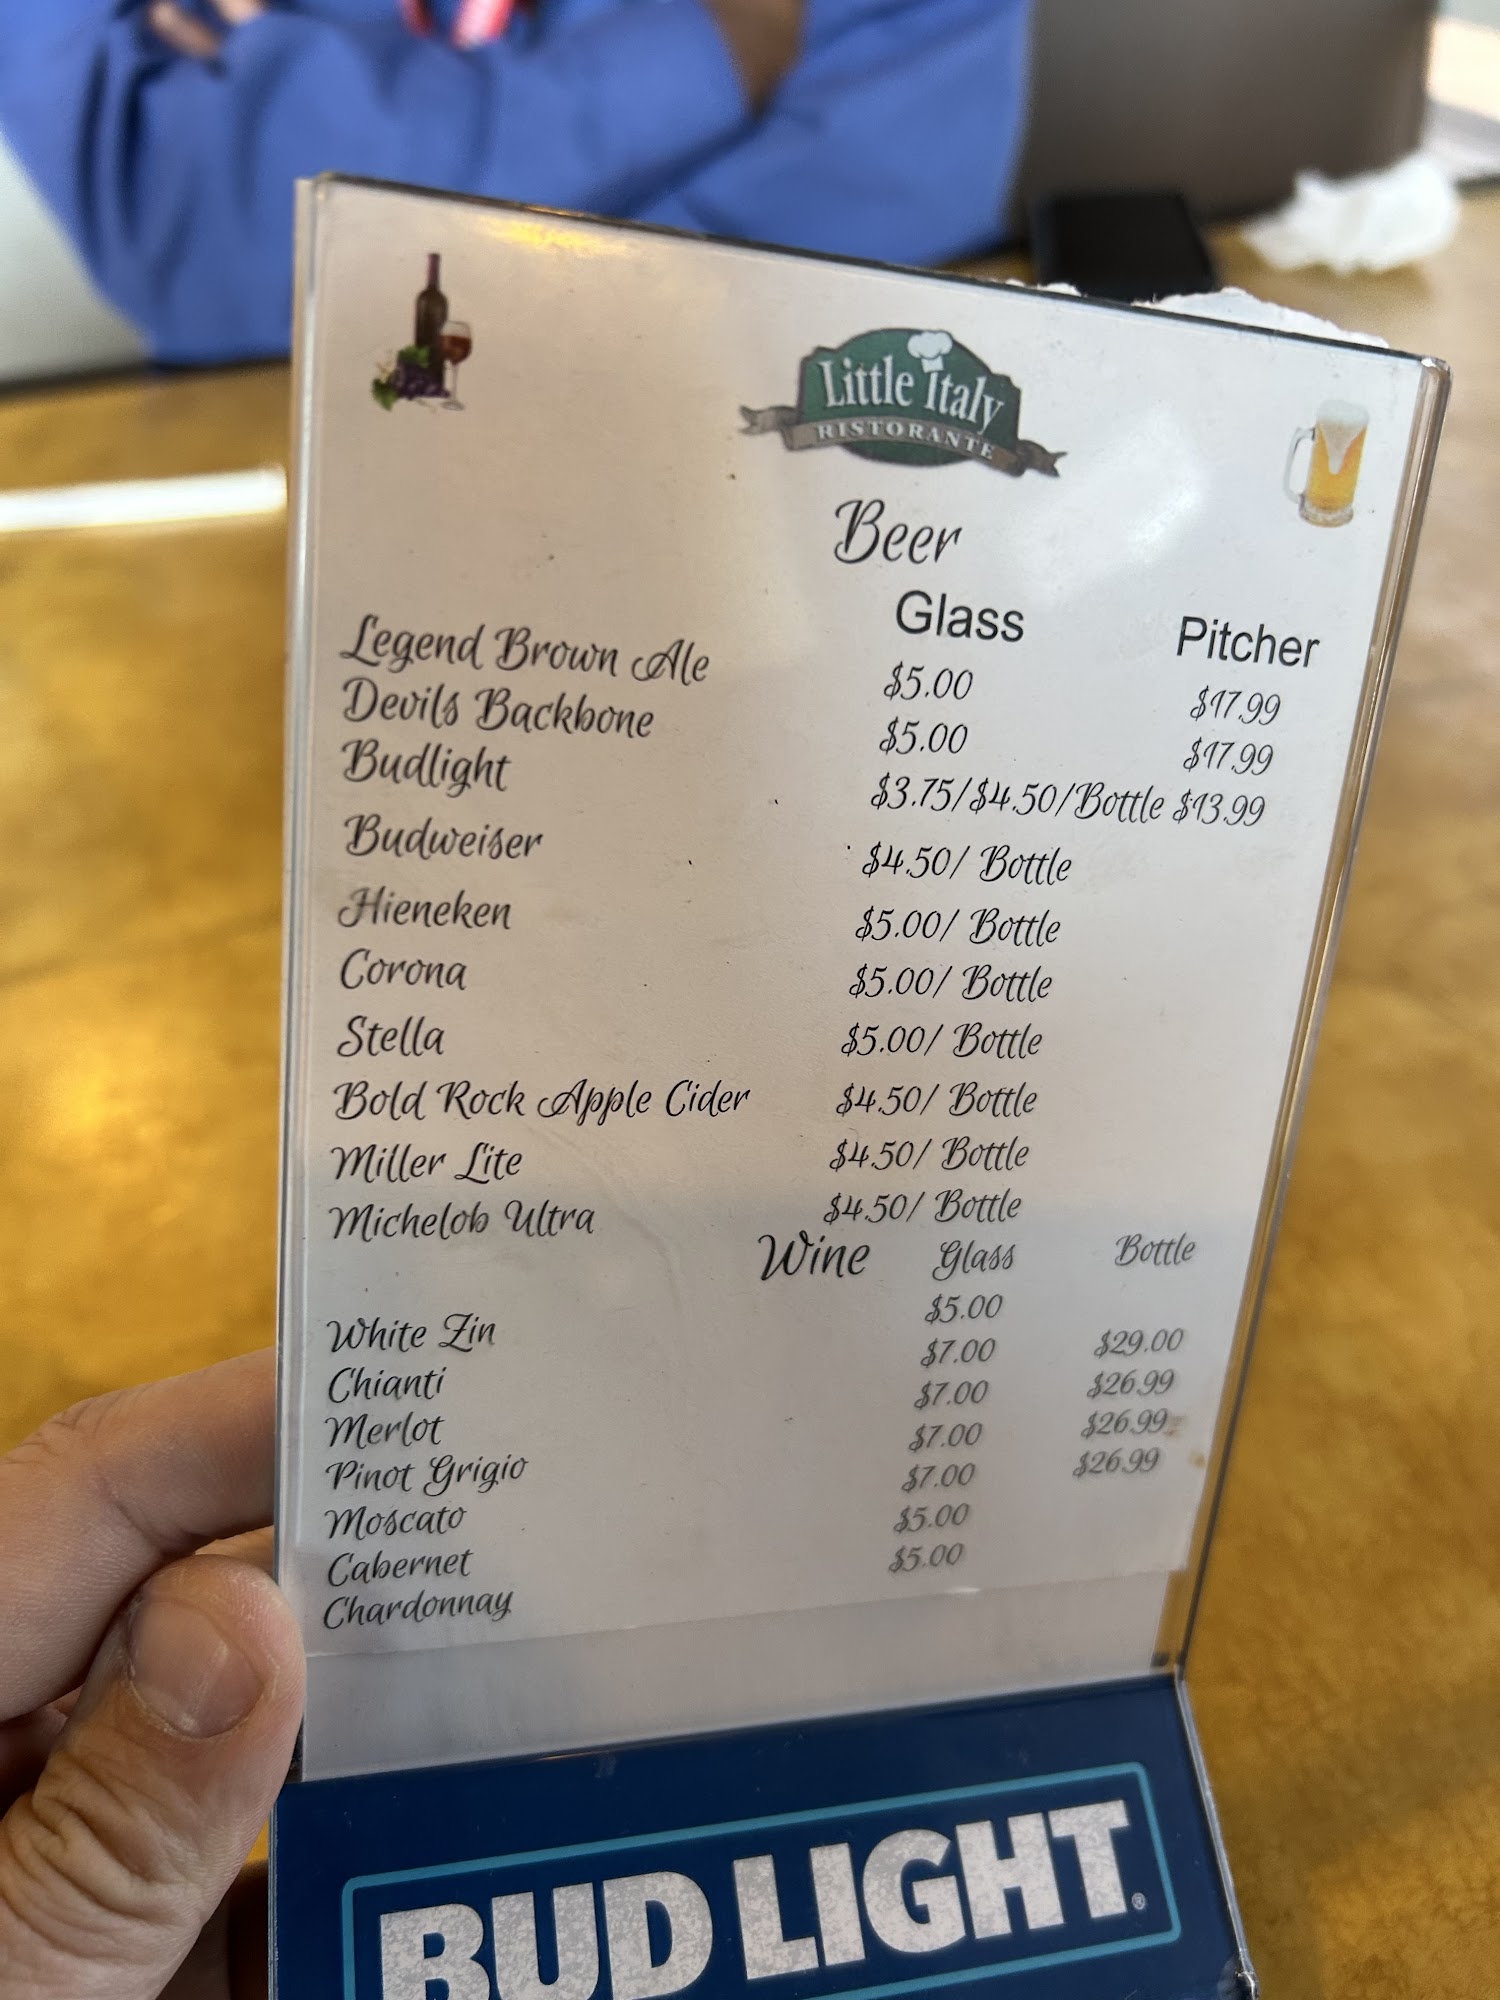 Little Italy
RISTORANTE
Beer
Glass Pitcher
Legend Brown Ale $5.00 $17.99
Devils Backbone $5.00 $17.99
Budlight $3.75/$4.50/Bottle $13.99
Budweiser $4.50/ Bottle
Hieneken $5.00/ Bottle
Corona $5.00/ Bottle
Stella $5.00/ Bottle
Bold Rock Apple Cider $4.50/ Bottle
Miller Lite $4.50/ Bottle
Michelob Ultra $4.50/ Bottle
Wine Glass Bottle
White Zin $5.00
Chianti $7.00 $29.00
Merlot $7.00 $26.99
Pinot Grigio $7.00 $26.99
Moscato $7.00 $26.99
Cabernet $5.00
Chardonnay $5.00
BUD LIGHT®